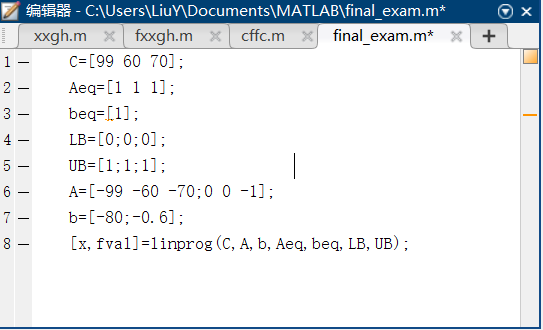 编辑器 - C:\Users\LiuY\Documents\MATLAB\final_exam.m*
xxgh.m fxxgh.m cffc.m final_exam.m* +
1 — C=[99 60 70];
2 — Aeq=[1 1 1];
3 — beq=[1];
4 — LB=[0;0;0];
5 — UB=[1;1;1];
6 — A=[-99 -60 -70;0 0 -1];
7 — b=[-80;-0.6];
8 — [x,fval]=linprog(C,A,b,Aeq,beq,LB,UB);